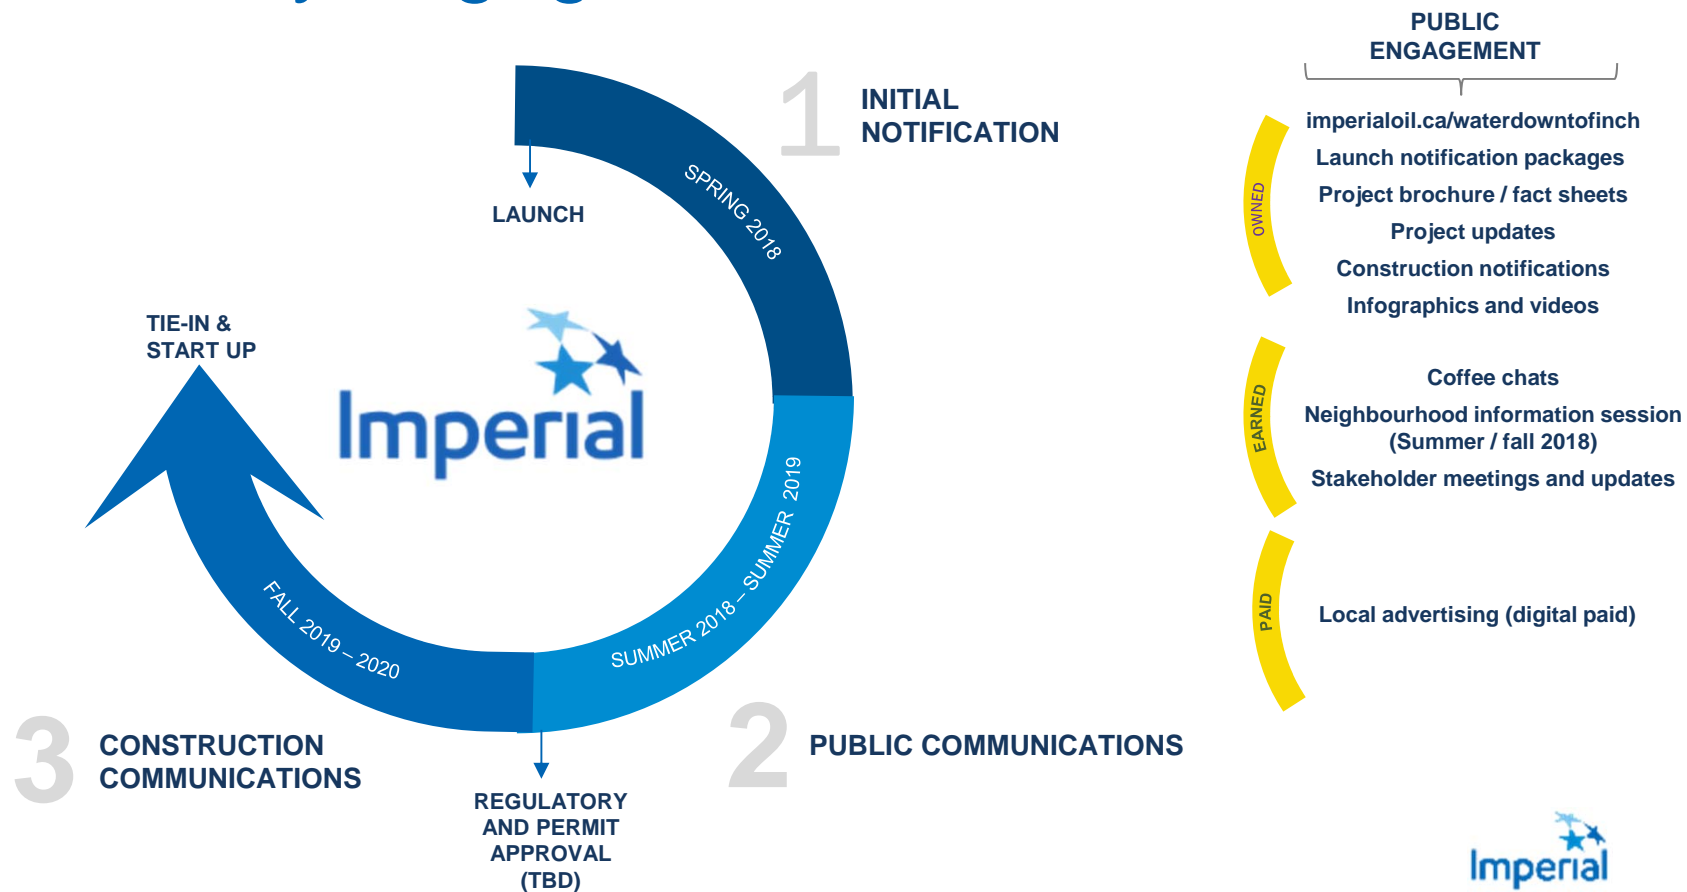 1
INITIAL
NOTIFICATION
SPRING 2018
LAUNCH
TIE-IN &
START UP
Imperial
SUMMER 2018 – SUMMER 2019
FALL 2019 – 2020
3
CONSTRUCTION
COMMUNICATIONS
2
PUBLIC COMMUNICATIONS
REGULATORY
AND PERMIT
APPROVAL
(TBD)
PUBLIC
ENGAGEMENT
OWNED
imperialoil.ca/waterdowntofinch
Launch notification packages
Project brochure / fact sheets
Project updates
Construction notifications
Infographics and videos
EARNED
Coffee chats
Neighbourhood information session
(Summer / fall 2018)
Stakeholder meetings and updates
PAID
Local advertising (digital paid)
Imperial